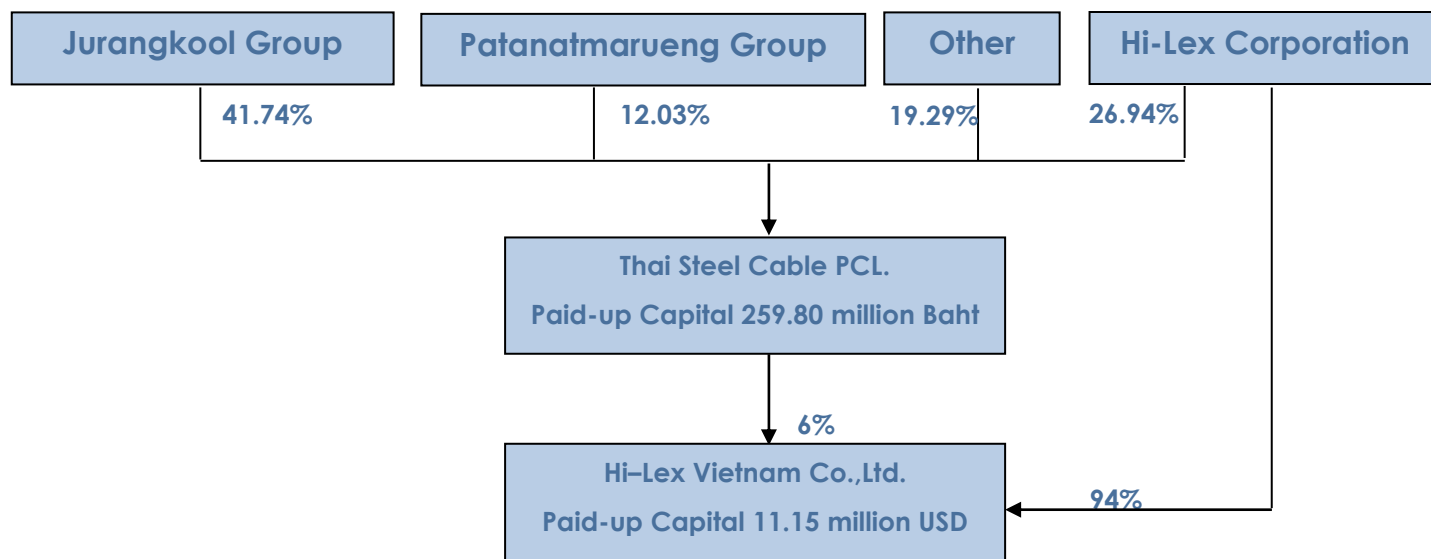 Jurangkool Group
Patanatmarueng Group
Other
Hi-Lex Corporation
41.74%
12.03%
19.29%
26.94%
Thai Steel Cable PCL.
Paid-up Capital 259.80 million Baht
6%
Hi–Lex Vietnam Co.,Ltd.
Paid-up Capital 11.15 million USD
94%